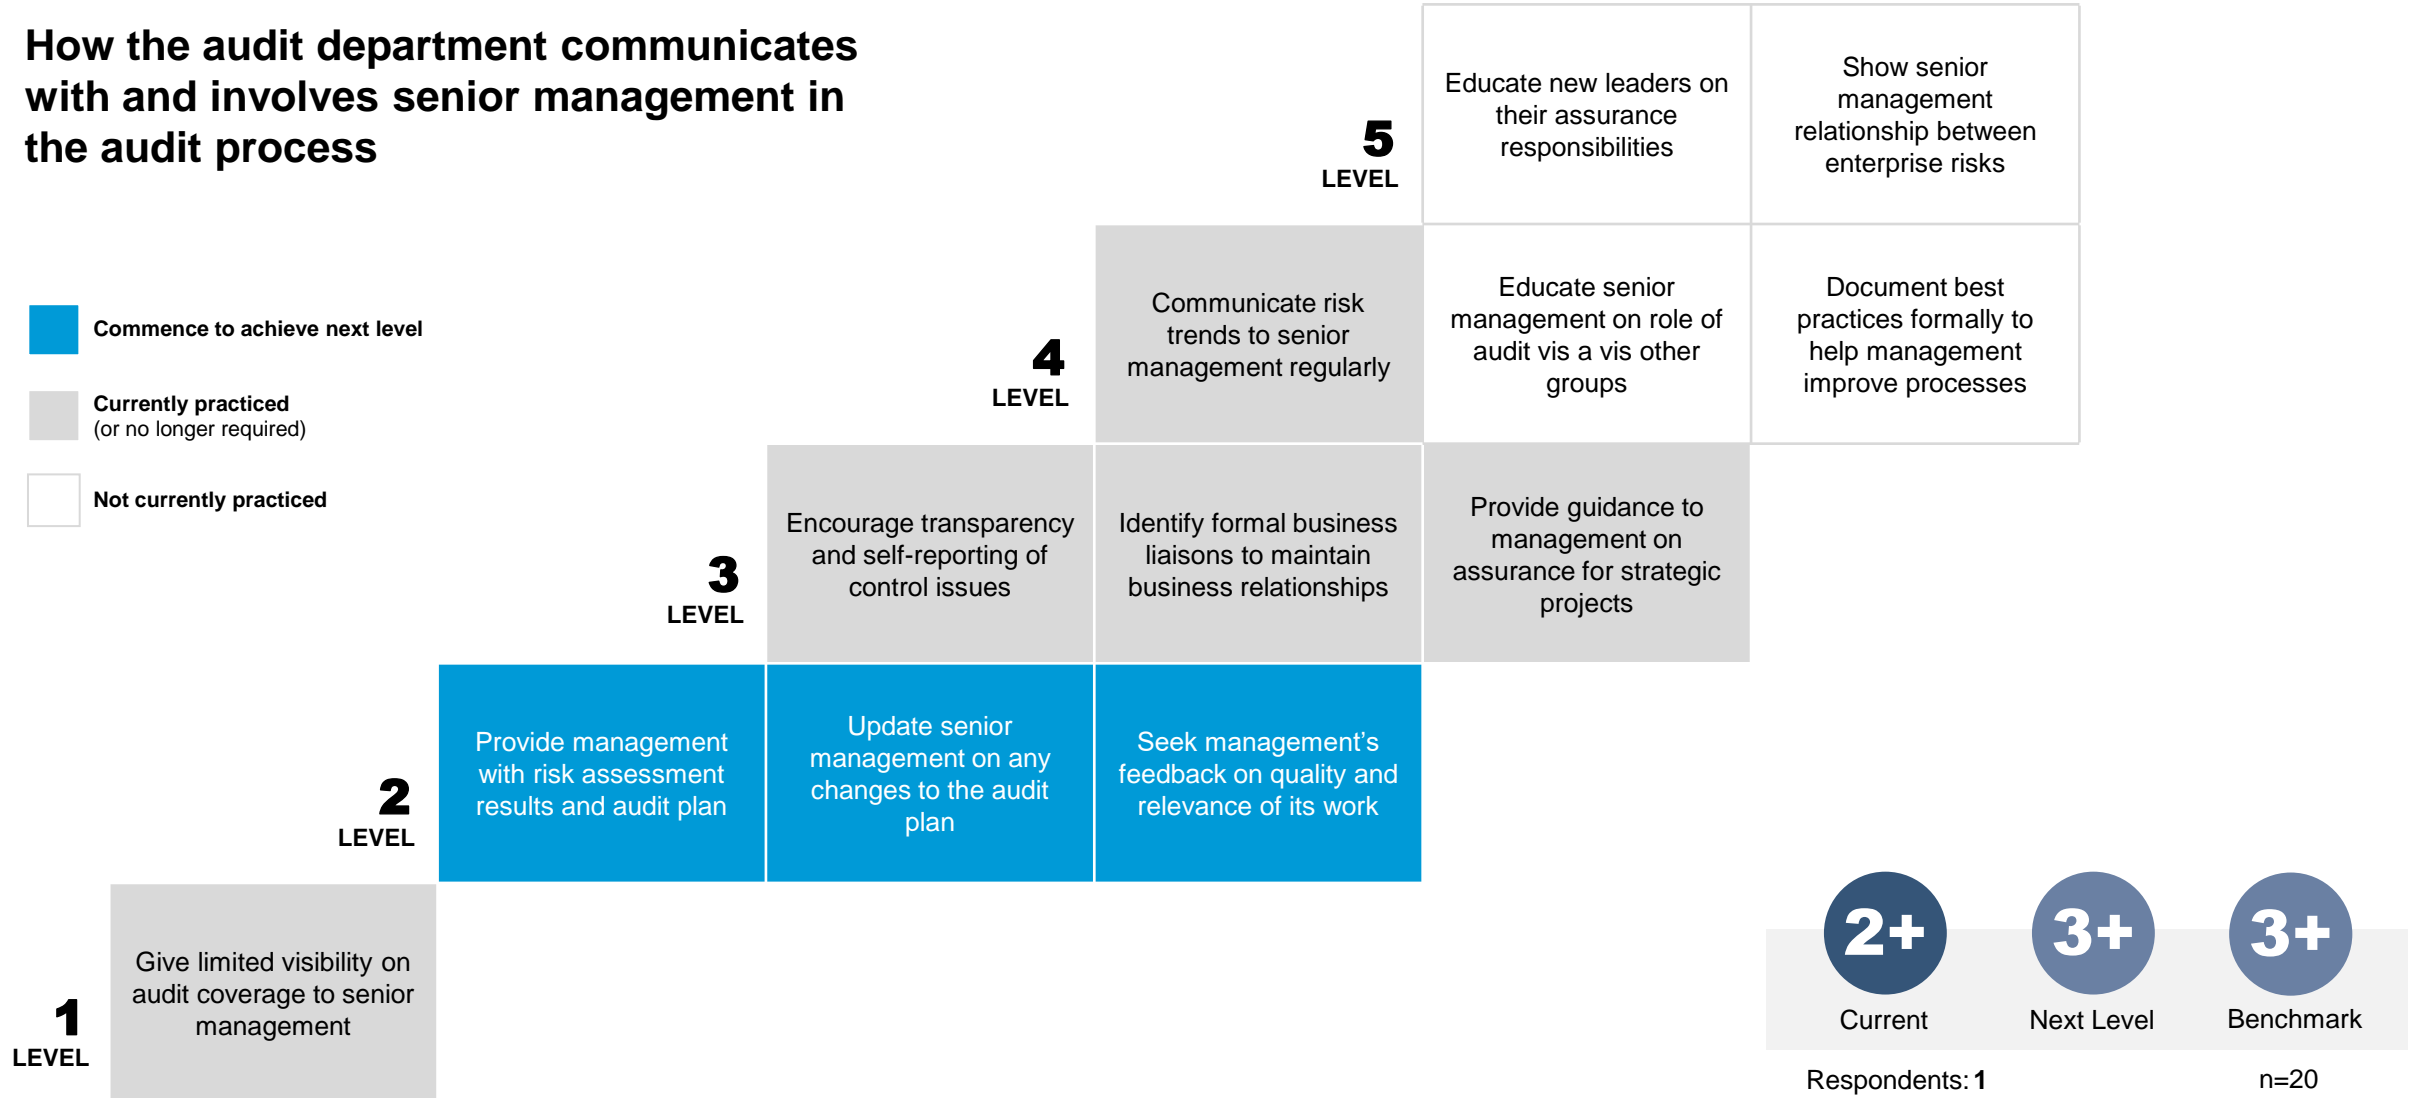 How the audit department communicates
with and involves senior management in
the audit process
Commence to achieve next level
Currently practiced
(or no longer required)
Not currently practiced
5
LEVEL
Educate new leaders on
their assurance
responsibilities
Show senior
management
relationship between
enterprise risks
4
LEVEL
Communicate risk
trends to senior
management regularly
Educate senior
management on role of
audit vis a vis other
groups
Document best
practices formally to
help management
improve processes
3
LEVEL
Encourage transparency
and self-reporting of
control issues
Identify formal business
liaisons to maintain
business relationships
Provide guidance to
management on
assurance for strategic
projects
2
LEVEL
Provide management
with risk assessment
results and audit plan
Update senior
management on any
changes to the audit
plan
Seek management’s
feedback on quality and
relevance of its work
1
LEVEL
Give limited visibility on
audit coverage to senior
management
2+
Current
3+
Next Level
3+
Benchmark
Respondents: 1
n=20